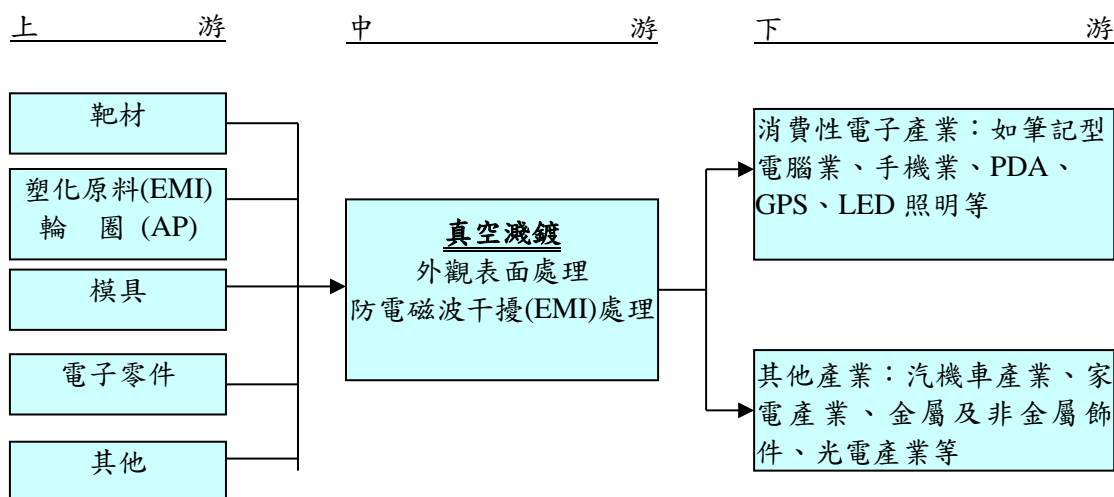 上游 中游 下游
靶材
塑化原料(EMI)
輪 圈 (AP)
模具
電子零件
其他
真空濺鍍
外觀表面處理
防電磁波干擾(EMI)處理
消費性電子產業：如筆記型
電腦業、手機業、PDA、
GPS、LED 照明等
其他產業：汽機車產業、家
電產業、金屬及非金屬飾
件、光電產業等